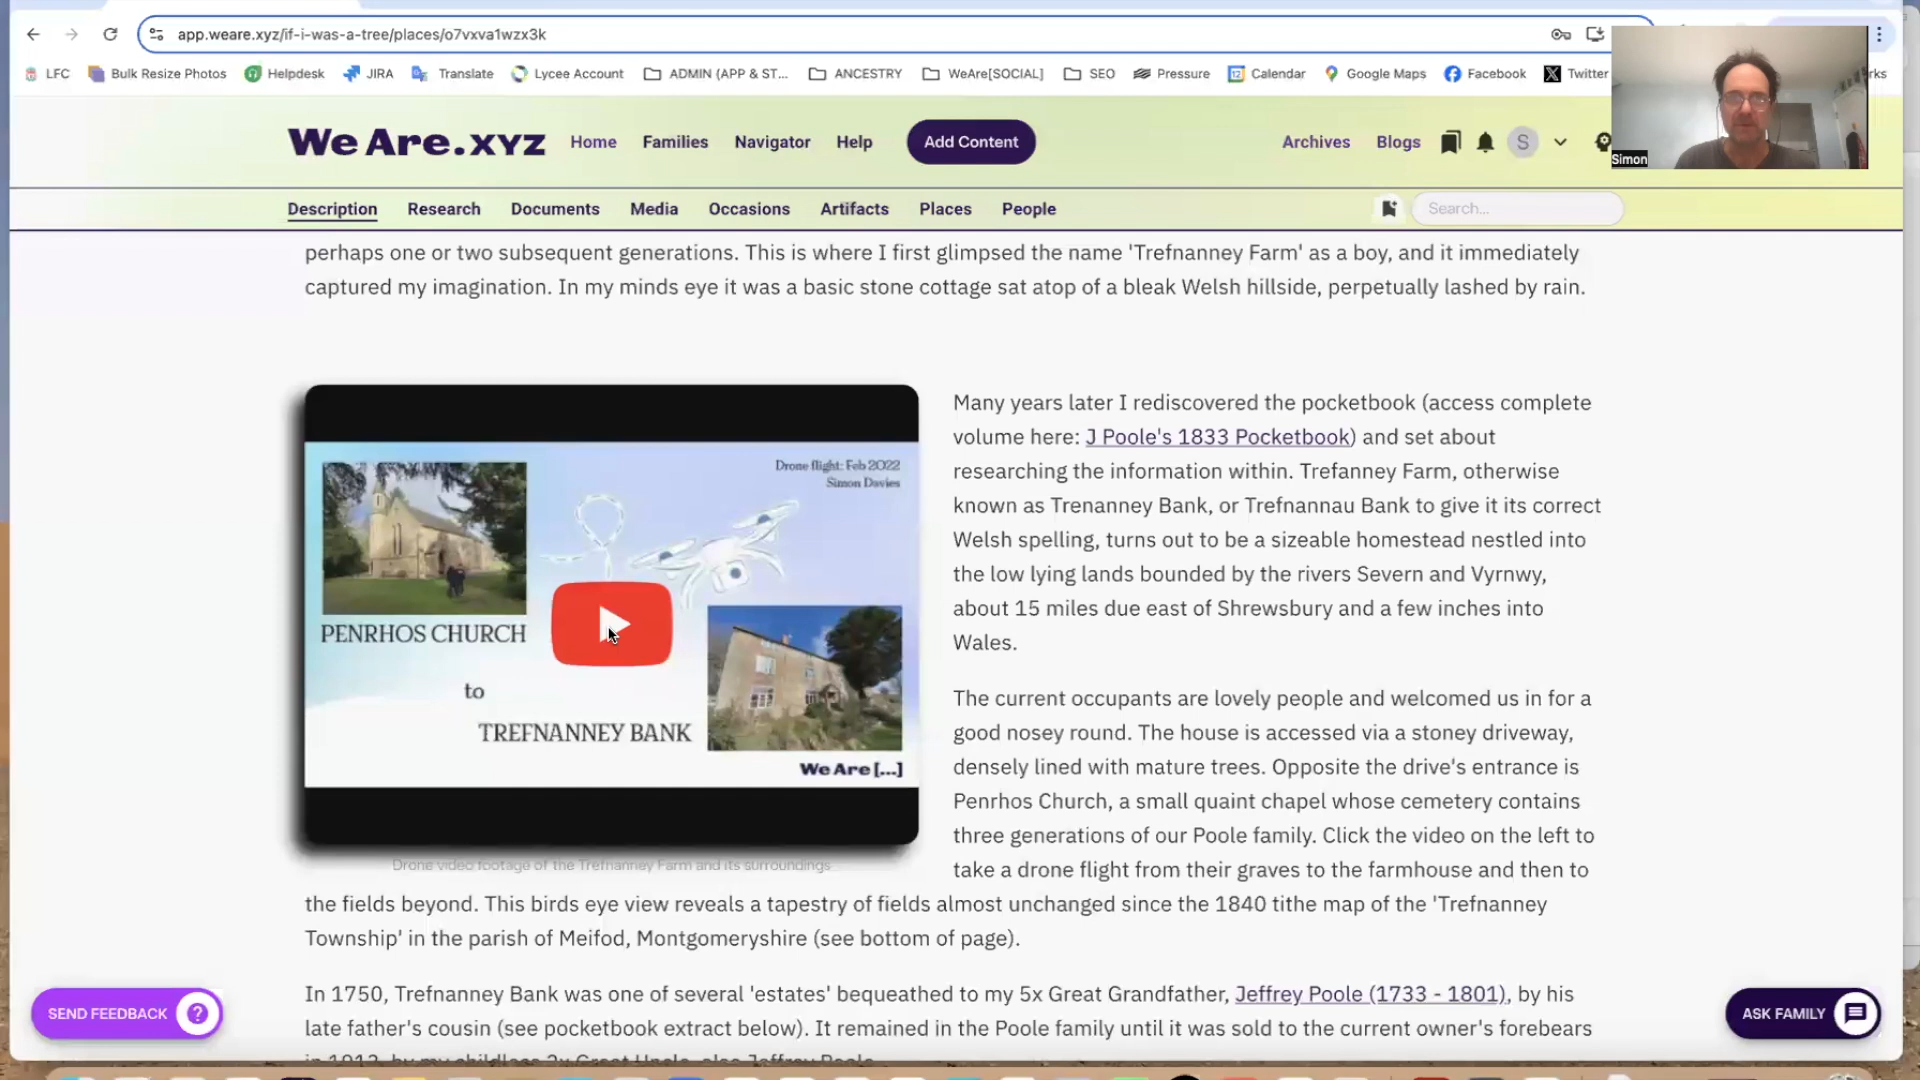 app.weare.xyz/if-i-was-a-tree/places/o7vxva1wzx3k
LFC Bulk Resize Photos Helpdesk JIRA Translate Lycee Account ADMIN (APP & ST... ANCESTRY WeAre[SOCIAL] SEO Pressure Calendar Google Maps Facebook Twitter rks
Simon
We Are.xyz Home Families Navigator Help Add Content Archives Blogs S
Description Research Documents Media Occasions Artifacts Places People Search...
perhaps one or two subsequent generations. This is where I first glimpsed the name 'Trefnanney Farm' as a boy, and it immediately
captured my imagination. In my minds eye it was a basic stone cottage sat atop of a bleak Welsh hillside, perpetually lashed by rain.
Drone flight: Feb 2022
Simon Davies
PENRHOS CHURCH
to
TREFNANNEY BANK
We Are [...]
Drone video footage of the Trefnanney Farm and its surroundings
Many years later I rediscovered the pocketbook (access complete
volume here: J Poole's 1833 Pocketbook) and set about
researching the information within. Trefanney Farm, otherwise
known as Trenanney Bank, or Trefnannau Bank to give it its correct
Welsh spelling, turns out to be a sizeable homestead nestled into
the low lying lands bounded by the rivers Severn and Vyrnwy,
about 15 miles due east of Shrewsbury and a few inches into
Wales.
The current occupants are lovely people and welcomed us in for a
good nosey round. The house is accessed via a stoney driveway,
densely lined with mature trees. Opposite the drive's entrance is
Penrhos Church, a small quaint chapel whose cemetery contains
three generations of our Poole family. Click the video on the left to
take a drone flight from their graves to the farmhouse and then to
the fields beyond. This birds eye view reveals a tapestry of fields almost unchanged since the 1840 tithe map of the 'Trefnanney
Township' in the parish of Meifod, Montgomeryshire (see bottom of page).
In 1750, Trefnanney Bank was one of several 'estates' bequeathed to my 5x Great Grandfather, Jeffrey Poole (1733 - 1801), by his
late father's cousin (see pocketbook extract below). It remained in the Poole family until it was sold to the current owner's forebears
in 1913, by my childless 2x Great Uncle, also Jeffrey Poole.
SEND FEEDBACK ?
ASK FAMILY